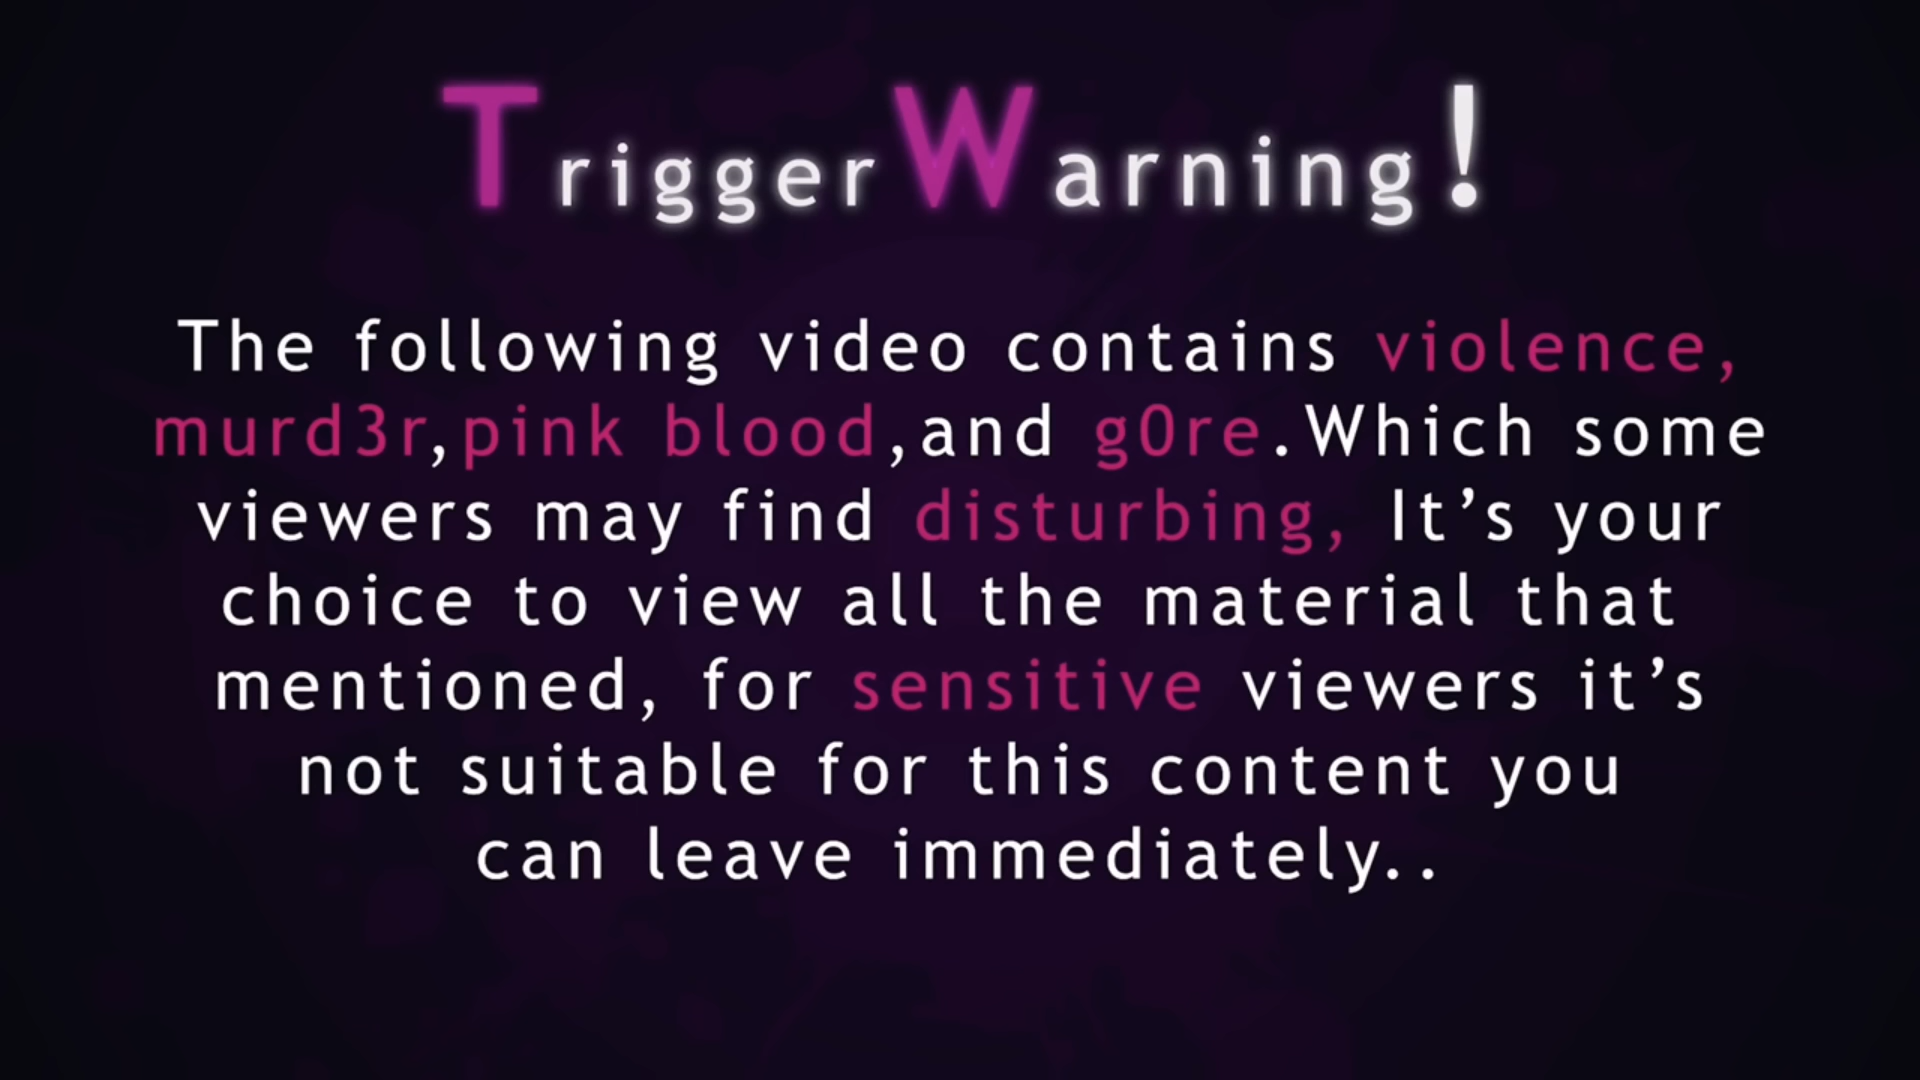 Trigger Warning!
The following video contains violence,
murd3r,pink blood,and g0re.Which some
viewers may find disturbing, It’s your
choice to view all the material that
mentioned, for sensitive viewers it’s
not suitable for this content you
can leave immediately..